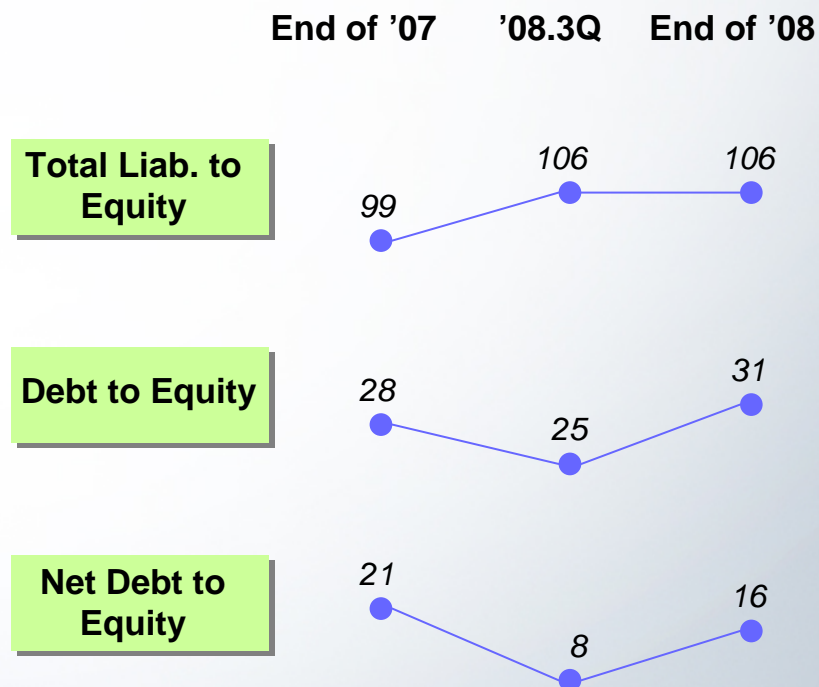 End of ’07 ’08.3Q End of ’08
Total Liab. to
Equity
99 106 106
Debt to Equity
28 25 31
Net Debt to
Equity
21 8 16